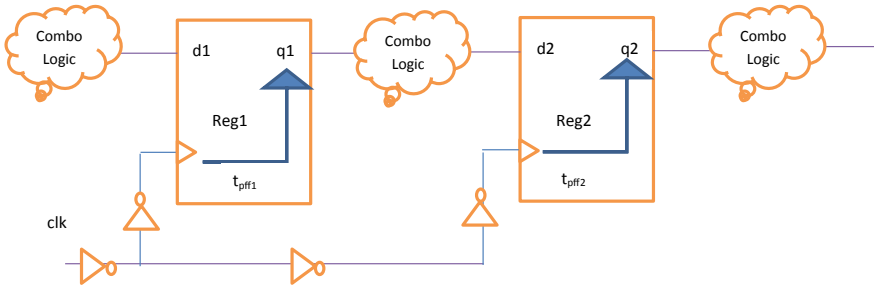 Combo
Logic
d1
q1
Combo
Logic
d2
q2
Combo
Logic
Reg1
Reg2
tpff1
tpff2
clk